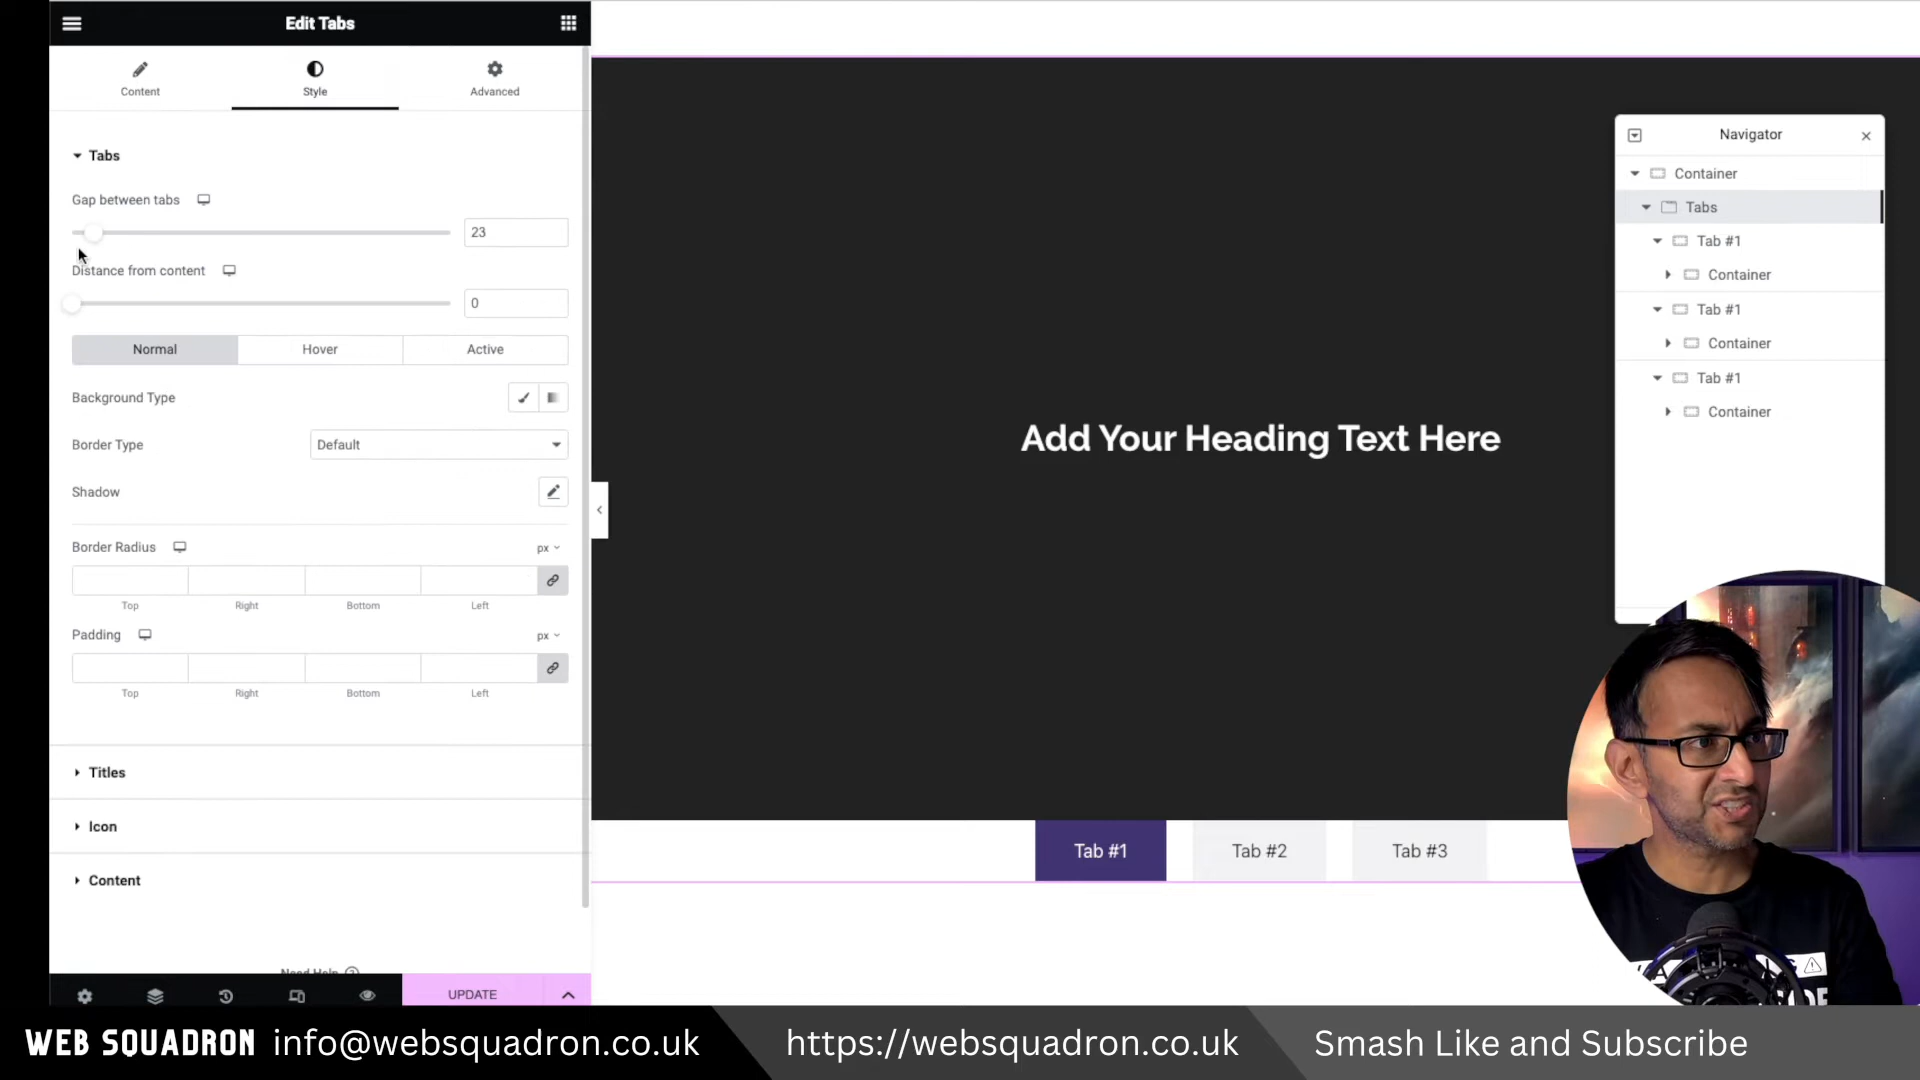 Edit Tabs
Content
Style
Advanced
Tabs
Gap between tabs
23
Distance from content
0
Normal
Hover
Active
Background Type
Border Type
Default
Shadow
Border Radius
px
Top
Right
Bottom
Left
Padding
px
Top
Right
Bottom
Left
Titles
Icon
Content
Need Help
UPDATE
Add Your Heading Text Here
Tab #1
Tab #2
Tab #3
Navigator
Container
Tabs
Tab #1
Container
Tab #1
Container
Tab #1
Container
WEB SQUADRON info@websquadron.co.uk
https://websquadron.co.uk
Smash Like and Subscribe